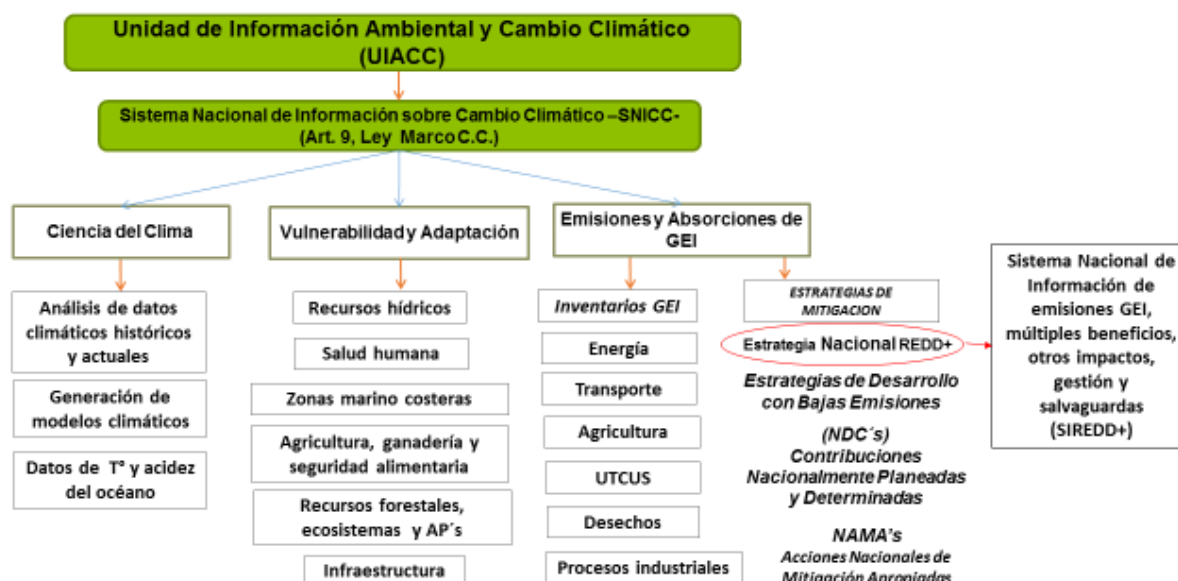 Unidad de Información Ambiental y Cambio Climático
(UIACC)
Sistema Nacional de Información sobre Cambio Climático –SNICC-
(Art. 9, Ley Marco C.C.)
Ciencia del Clima
Análisis de datos
climáticos históricos
y actuales
Generación de
modelos climáticos
Datos de T° y acidez
del océano
Vulnerabilidad y Adaptación
Recursos hídricos
Salud humana
Zonas marino costeras
Agricultura, ganadería y
seguridad alimentaria
Recursos forestales,
ecosistemas y AP´s
Infraestructura
Emisiones y Absorciones de
GEI
Inventarios GEI
Energía
Transporte
Agricultura
UTCUS
Desechos
Procesos industriales
ESTRATEGIAS DE
MITIGACION
Estrategia Nacional REDD+
Estrategias de Desarrollo
con Bajas Emisiones
(NDC´s)
Contribuciones
Nacionalmente Planeadas
y Determinadas
NAMA's
Acciones Nacionales de
Mitigación Apropiadas
Sistema Nacional de
Información de
emisiones GEI,
múltiples beneficios,
otros impactos,
gestión y
salvaguardas
(SIREDD+)